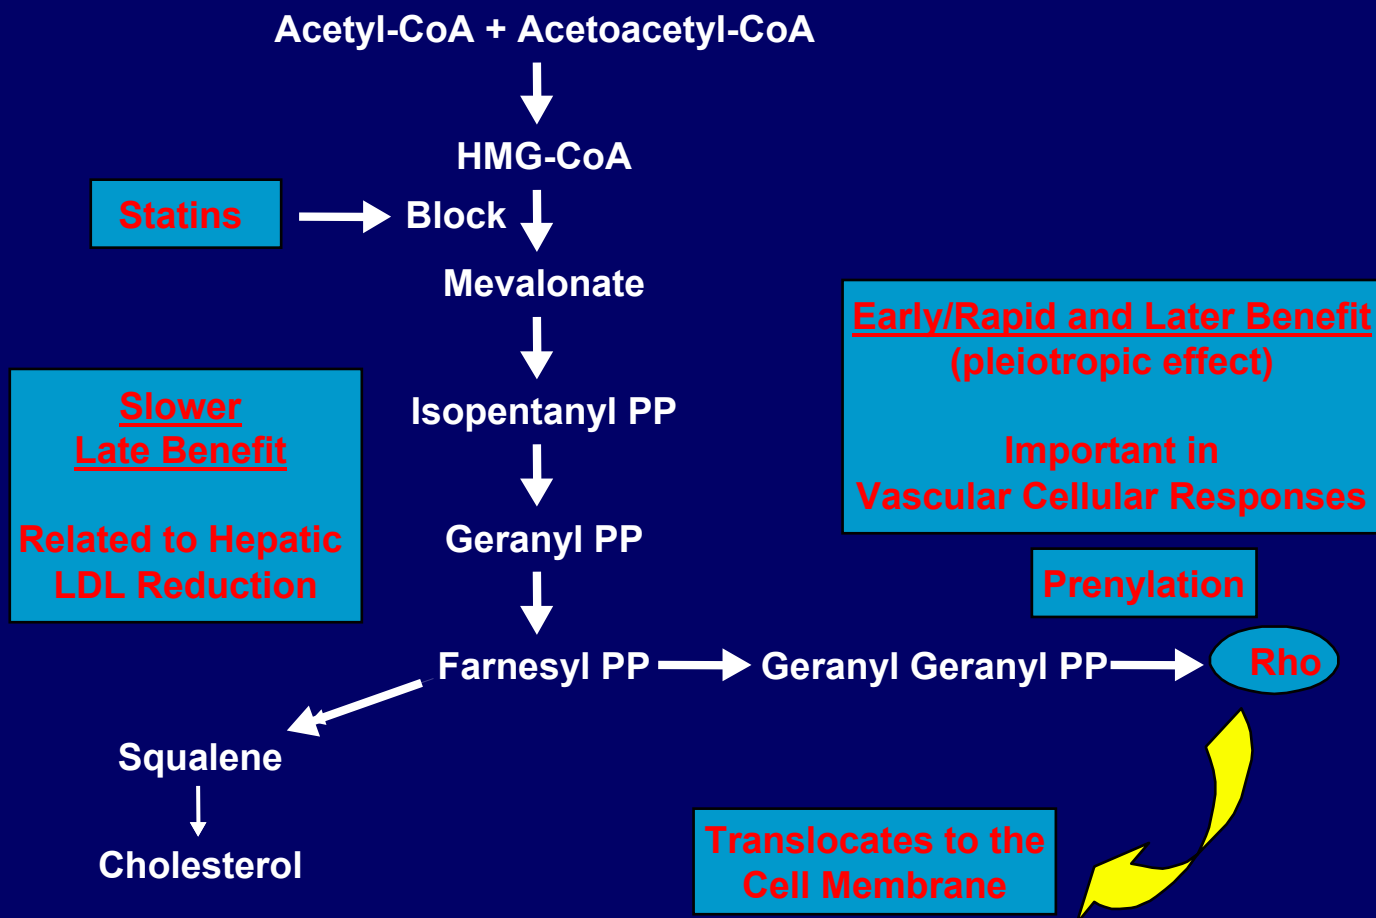 Acetyl-CoA + Acetoacetyl-CoA
HMG-CoA
Statins
Block
Mevalonate
Early/Rapid and Later Benefit
(pleiotropic effect)
Important in
Vascular Cellular Responses
Slower
Late Benefit
Related to Hepatic
LDL Reduction
Isopentanyl PP
Geranyl PP
Prenylation
Farnesyl PP
Geranyl Geranyl PP
Rho
Squalene
Cholesterol
Translocates to the
Cell Membrane